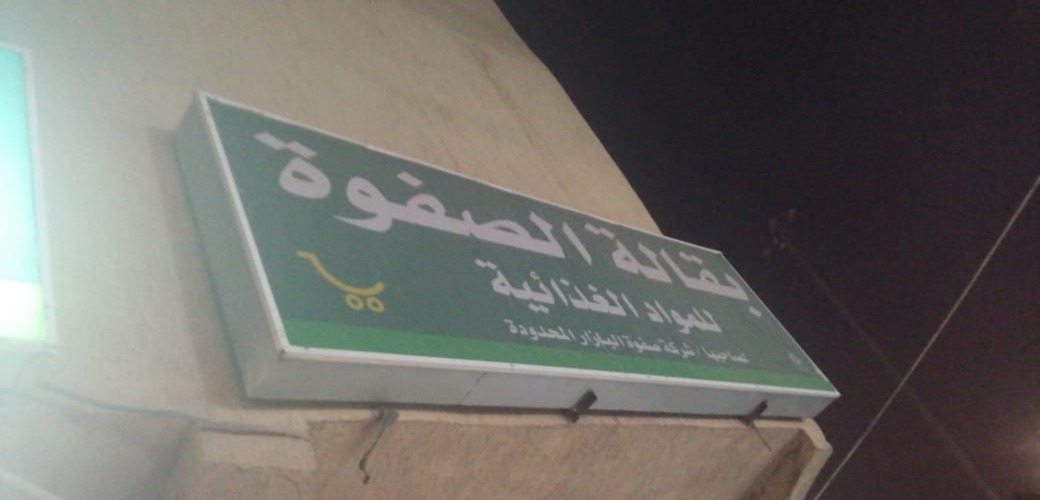 بقالة الصفوة
للمواد الغذائية
لصاحبها / شركة صفوة البازار المحدودة